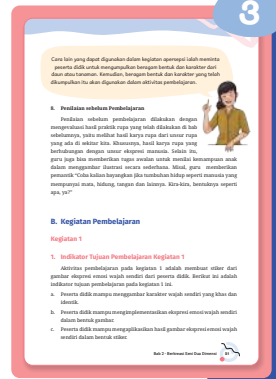 3
Cara lain yang dapat digunakan dalam kegiatan apersepsi ialah meminta
peserta didik untuk mengumpulkan beragam bentuk dan karakter dari
daun atau tanaman. Kemudian, beragam bentuk dan karakter yang telah
dikumpulkan itu akan digunakan dalam aktivitas pembelajaran.
8. Penilaian sebelum Pembelajaran
Penilaian sebelum pembelajaran dilakukan dengan
mengevaluasi hasil praktik rupa yang telah dilakukan di bab
sebelumnya, yaitu melihat hasil karya rupa dari unsur rupa
yang ada di sekitar kita. Khususnya, hasil karya rupa yang
berhubungan dengan unsur ekspresi manusia. Selain itu,
guru juga bisa memberikan tugas awalan untuk menilai kemampuan anak
dalam menggambar ilustrasi secara sederhana. Misal, guru memberikan
pemantik "Coba kalian bayangkan jika tumbuhan hidup seperti manusia yang
mempunyai mata, hidung, tangan dan lainnya. Kira-kira, bentuknya seperti
apa, ya?"
B. Kegiatan Pembelajaran
Kegiatan 1
1. Indikator Tujuan Pembelajaran Kegiatan 1
Aktivitas pembelajaran pada kegiatan 1 adalah membuat stiker dari
gambar ekspresi emosi wajah sendiri dari peserta didik. Berikut ini adalah
indikator tujuan pembelajaran pada kegiatan 1 ini.
a. Peserta didik mampu menggambar karakter wajah sendiri yang khas dan
identik.
b. Peserta didik mampu mengimplementasikan ekspresi emosi wajah sendiri
dalam bentuk gambar.
c. Peserta didik mampu mengaplikasikan hasil gambar ekspresi emosi wajah
sendiri dalam bentuk stiker.
Bab 2 - Berkreasi Seni Dua Dimensi